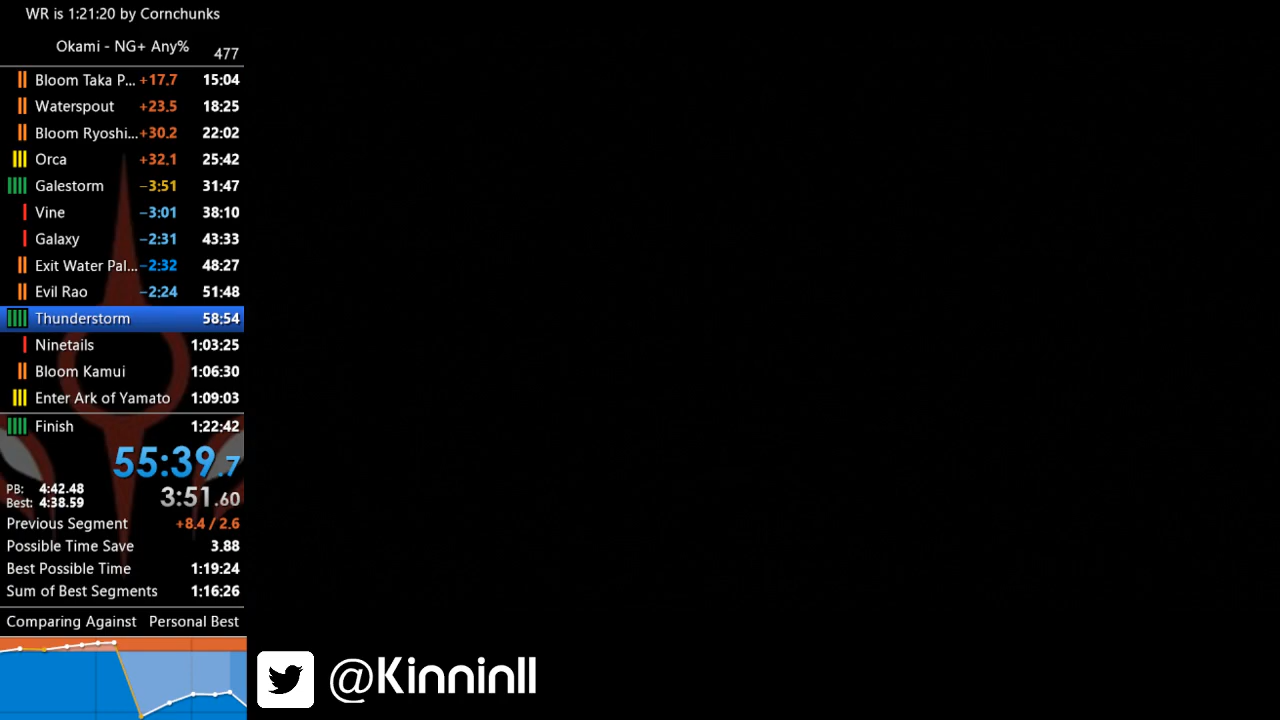 WR is 1:21:20 by Cornchunks
Okami - NG+ Any% 477
Bloom Taka P... +17.7 15:04
Waterspout +23.5 18:25
Bloom Ryoshi... +30.2 22:02
Orca +32.1 25:42
Galestorm −3:51 31:47
Vine −3:01 38:10
Galaxy −2:31 43:33
Exit Water Pal... −2:32 48:27
Evil Rao −2:24 51:48
Thunderstorm 58:54
Ninetails 1:03:25
Bloom Kamui 1:06:30
Enter Ark of Yamato 1:09:03
Finish 1:22:42
55:39.7
PB: 4:42.48
Best: 4:38.59
3:51.60
Previous Segment +8.4 / 2.6
Possible Time Save 3.88
Best Possible Time 1:19:24
Sum of Best Segments 1:16:26
Comparing Against Personal Best
@Kinninll